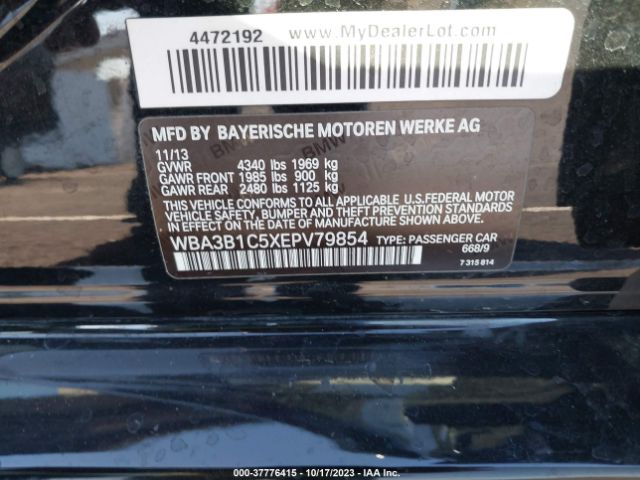 4472192
www.
MyDealerLot.com
MFD BY BAYERISCHE MOTOREN WERKE AG
11/13
GVWR 4340 lbs 1969 kg
GAWR FRONT 1985 lbs 900 kg
GAWR REAR 2480 lbs 1125 kg
THIS VEHICLE CONFORMS TO ALL APPLICABLE U.S.FEDERAL MOTOR
VEHICLE SAFETY, BUMPER AND THEFT PREVENTION STANDARDS
IN EFFECT ON THE DATE OF MANUFACTURE SHOWN ABOVE.
WBA3B1C5XEPV79854 TYPE: PASSENGER CAR
668/9
7 315 814
000-37776415 - 10/17/2023 - IAA Inc.